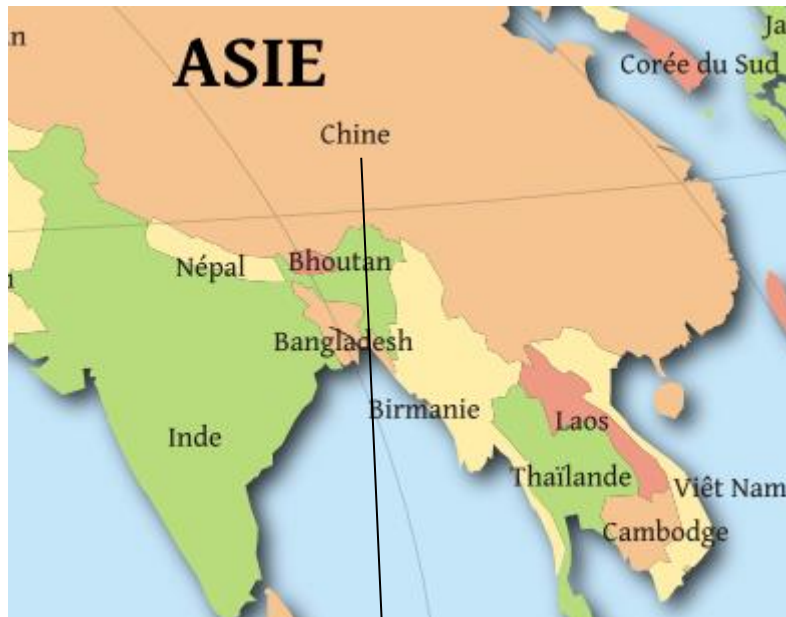 ASIE
Corée du Sud
Chine
Népal
Bhoutan
Bangladesh
Birmanie
Inde
Laos
Thaïlande
Viêt Nam
Cambodge